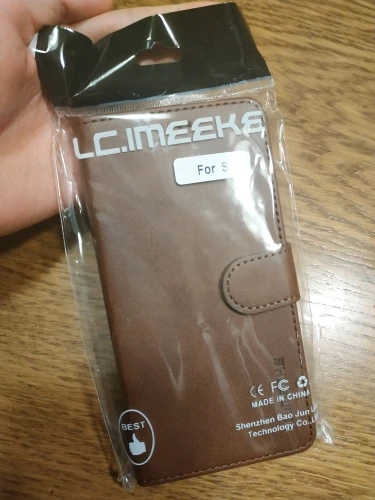 LC.IMEEKE
For S
BEST
CE FC
MADE IN CHINA
Shenzhen Bao Jun
Technology Co.,